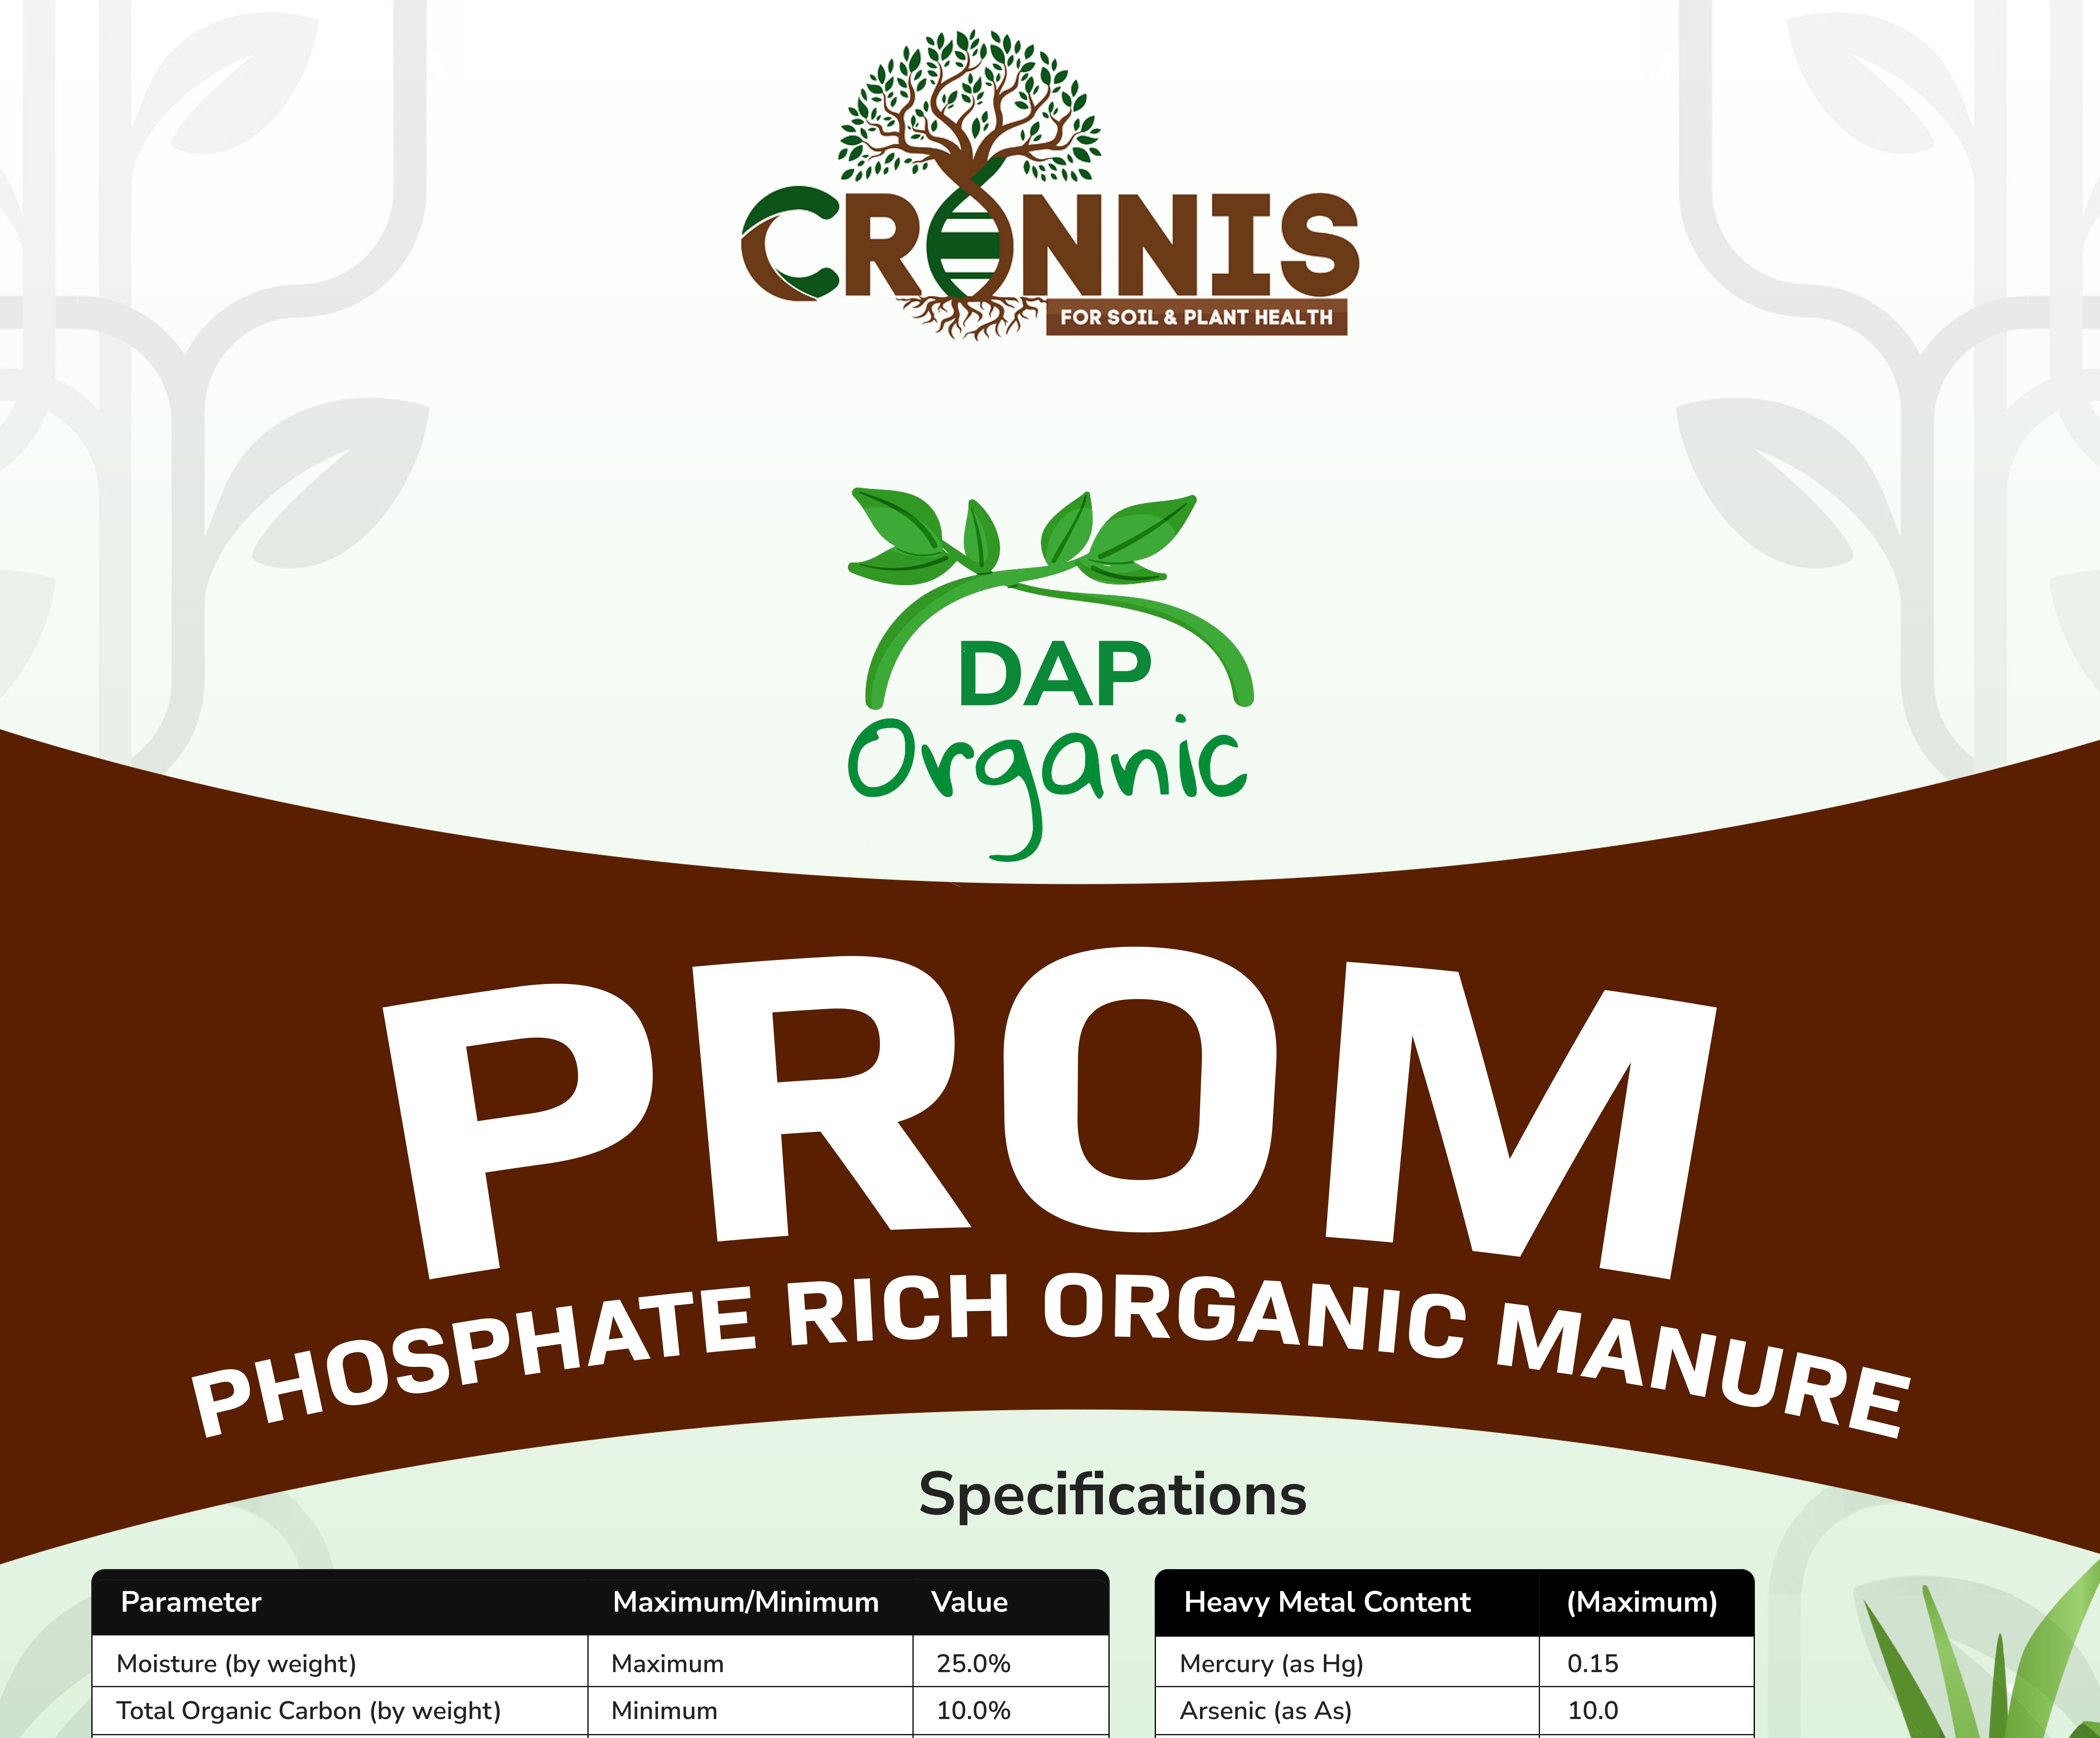 CRONNIS
FOR SOIL & PLANT HEALTH
DAP
Organic
PROM
PHOSPHATE RICH ORGANIC MANURE
Specifications
Parameter Maximum/Minimum Value
Moisture (by weight) Maximum 25.0%
Total Organic Carbon (by weight) Minimum 10.0%
Heavy Metal Content (Maximum)
Mercury (as Hg) 0.15
Arsenic (as As) 10.0